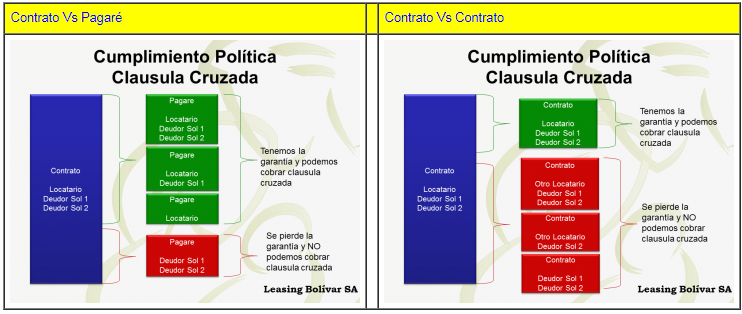 Contrato Vs Pagaré
Cumplimiento Política
Clausula Cruzada
Contrato
Locatario
Deudor Sol 1
Deudor Sol 2
Pagare
Locatario
Deudor Sol 1
Deudor Sol 2
Pagare
Locatario
Deudor Sol 1
Pagare
Locatario
Pagare
Deudor Sol 1
Deudor Sol 2
Tenemos la
garantia y podemos
cobrar clausula
cruzada
Se pierde la
garantía y NO
podemos cobrar
clausula cruzada
Leasing Bolívar SA
Contrato Vs Contrato
Cumplimiento Política
Clausula Cruzada
Contrato
Locatario
Deudor Sol 1
Deudor Sol 2
Contrato
Locatario
Deudor Sol 1
Deudor Sol 2
Contrato
Otro Locatario
Deudor Sol 1
Deudor Sol 2
Contrato
Otro Locatario
Deudor Sol 2
Contrato
Deudor Sol 1
Deudor Sol 2
Tenemos la
garantia y podemos
cobrar clausula
cruzada
Se pierde la
garantía y NO
podemos cobrar
clausula cruzada
Leasing Bolívar SA